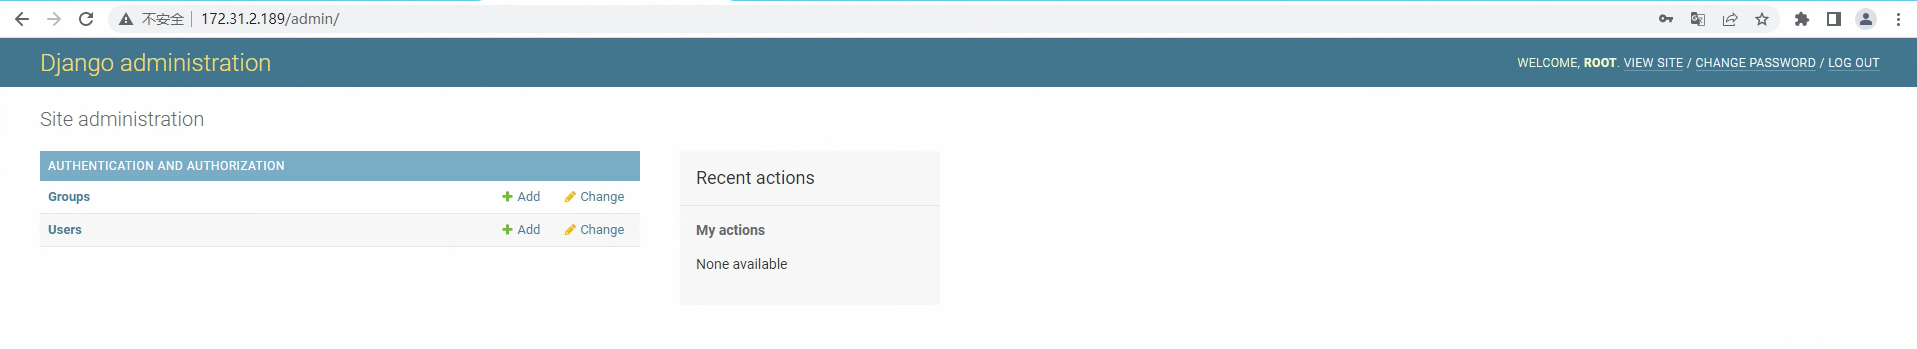 不安全 172.31.2.189/admin/
Django administration
WELCOME, ROOT. VIEW SITE / CHANGE PASSWORD / LOG OUT
Site administration
AUTHENTICATION AND AUTHORIZATION
Groups Add Change
Users Add Change
Recent actions
My actions
None available